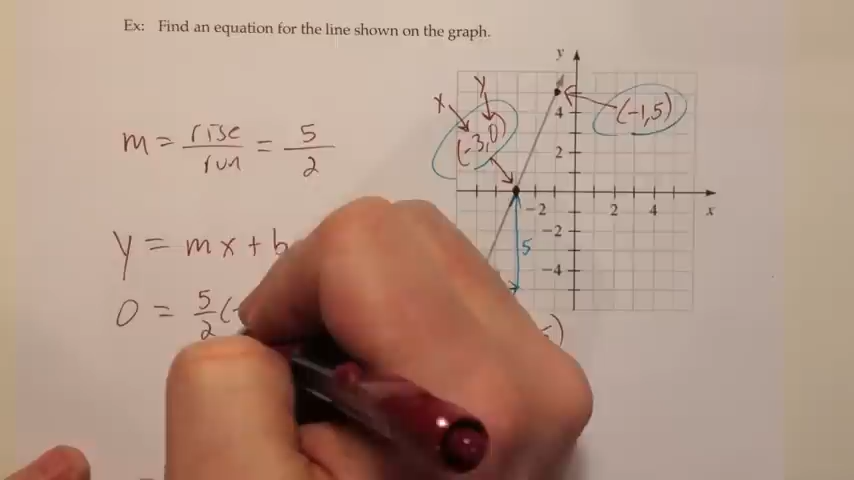 Ex: Find an equation for the line shown on the graph.
m = rise/run = 5/2
y = mx + b
0 = 5/2 (-
x y
(-3, 0)
(-1, 5)
y
4
2
-2 2 4 x
-2
5
-4
)